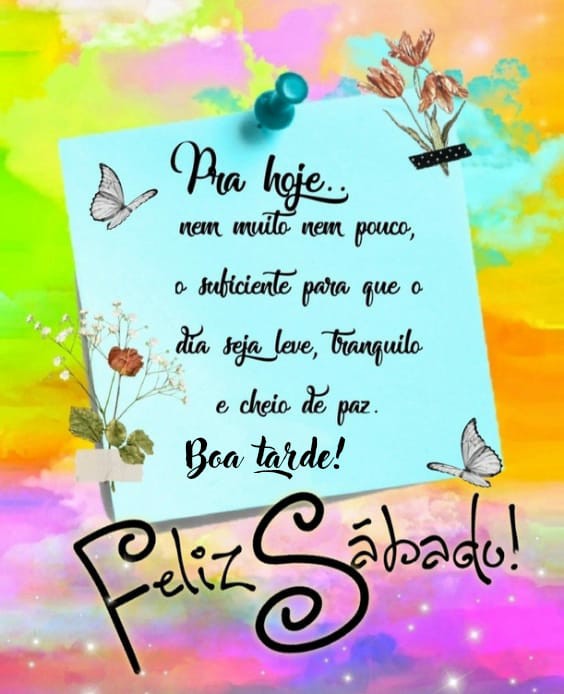 Pra hoje..
nem muito nem pouco,
o suficiente para que o
dia seja leve, tranquilo
e cheio de paz.
Boa tarde!
Feliz Sábado!